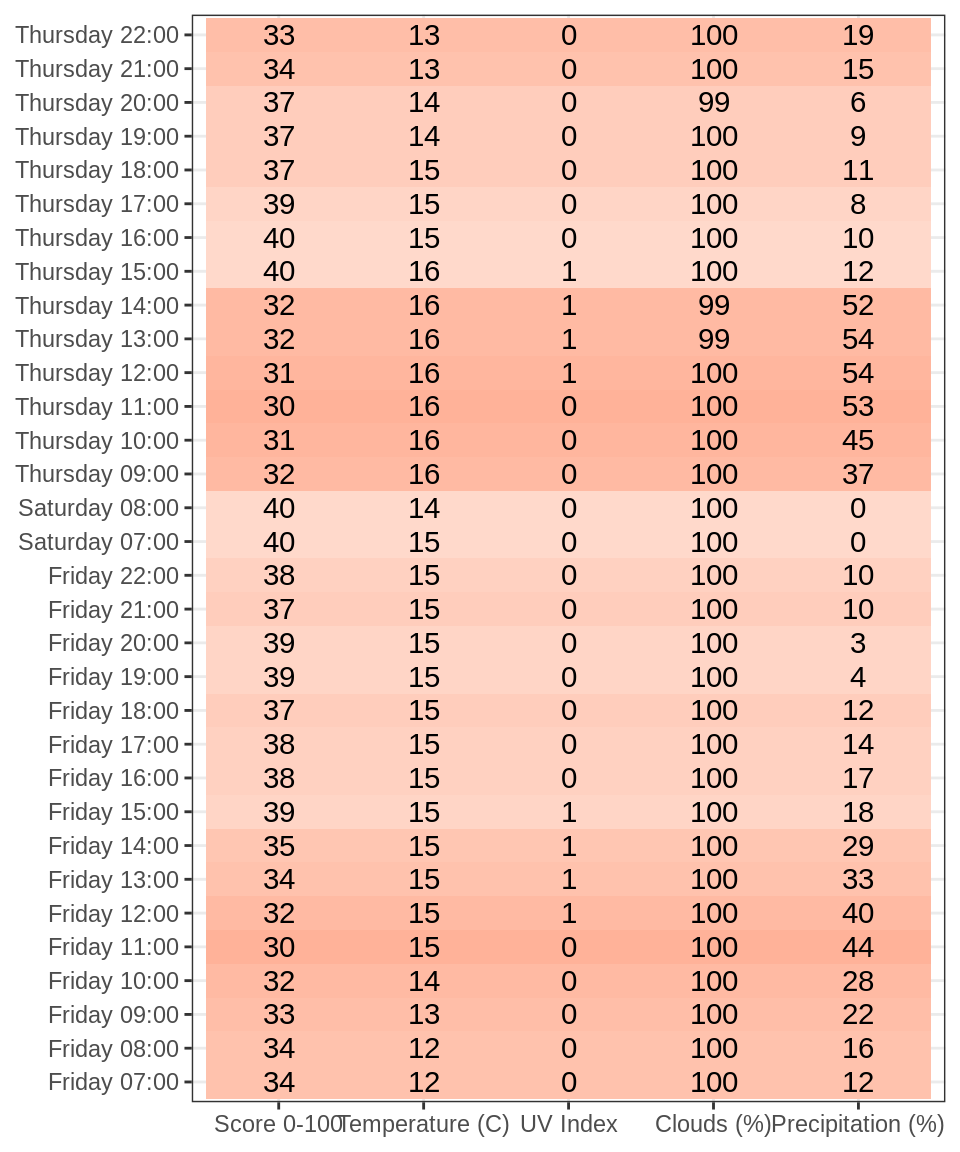 Thursday 22:00 33 13 0 100 19
Thursday 21:00 34 13 0 100 15
Thursday 20:00 37 14 0 99 6
Thursday 19:00 37 14 0 100 9
Thursday 18:00 37 15 0 100 11
Thursday 17:00 39 15 0 100 8
Thursday 16:00 40 15 0 100 10
Thursday 15:00 40 16 1 100 12
Thursday 14:00 32 16 1 99 52
Thursday 13:00 32 16 1 99 54
Thursday 12:00 31 16 1 100 54
Thursday 11:00 30 16 0 100 53
Thursday 10:00 31 16 0 100 45
Thursday 09:00 32 16 0 100 37
Saturday 08:00 40 14 0 100 0
Saturday 07:00 40 15 0 100 0
Friday 22:00 38 15 0 100 10
Friday 21:00 37 15 0 100 10
Friday 20:00 39 15 0 100 3
Friday 19:00 39 15 0 100 4
Friday 18:00 37 15 0 100 12
Friday 17:00 38 15 0 100 14
Friday 16:00 38 15 0 100 17
Friday 15:00 39 15 1 100 18
Friday 14:00 35 15 1 100 29
Friday 13:00 34 15 1 100 33
Friday 12:00 32 15 1 100 40
Friday 11:00 30 15 0 100 44
Friday 10:00 32 14 0 100 28
Friday 09:00 33 13 0 100 22
Friday 08:00 34 12 0 100 16
Friday 07:00 34 12 0 100 12
Score 0-100 Temperature (C) UV Index Clouds (%) Precipitation (%)